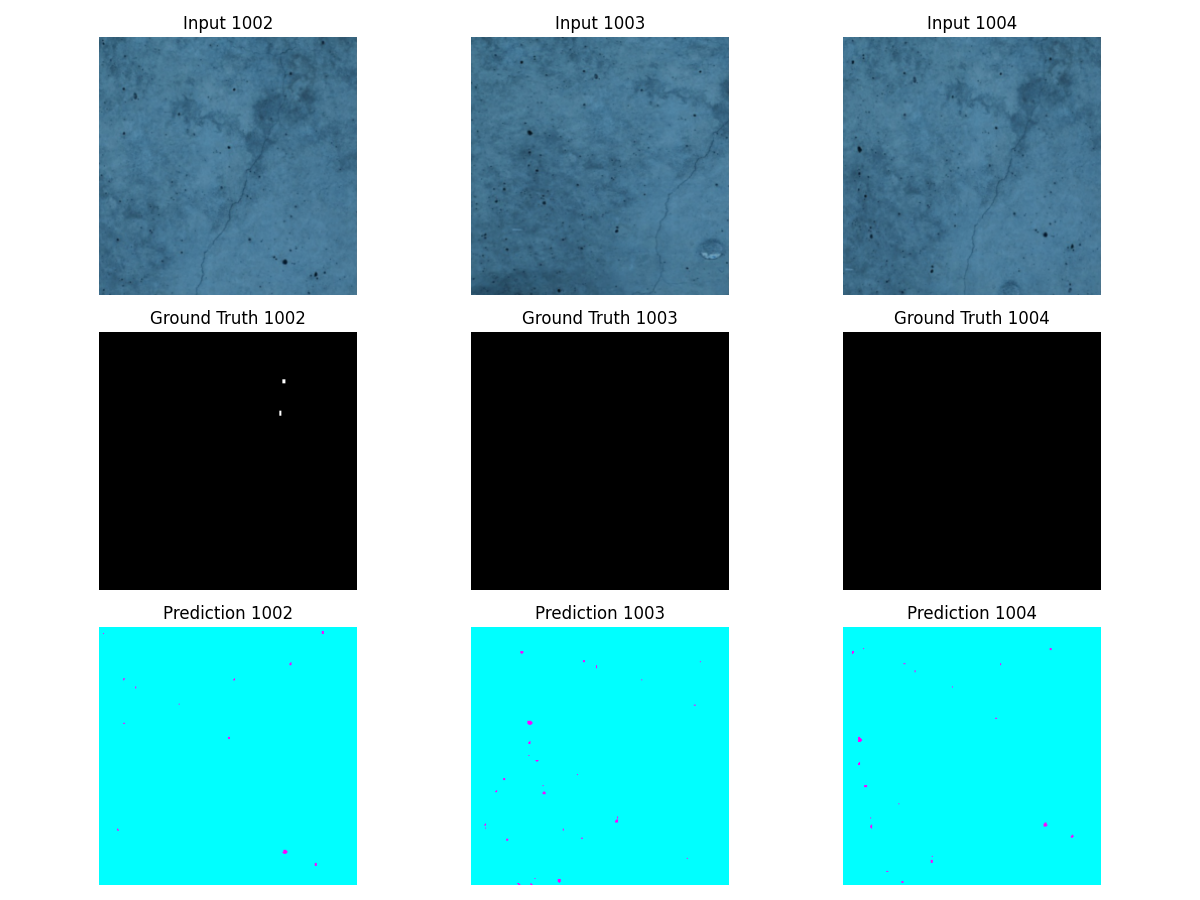 Input 1002
Input 1003
Input 1004
Ground Truth 1002
Ground Truth 1003
Ground Truth 1004
Prediction 1002
Prediction 1003
Prediction 1004